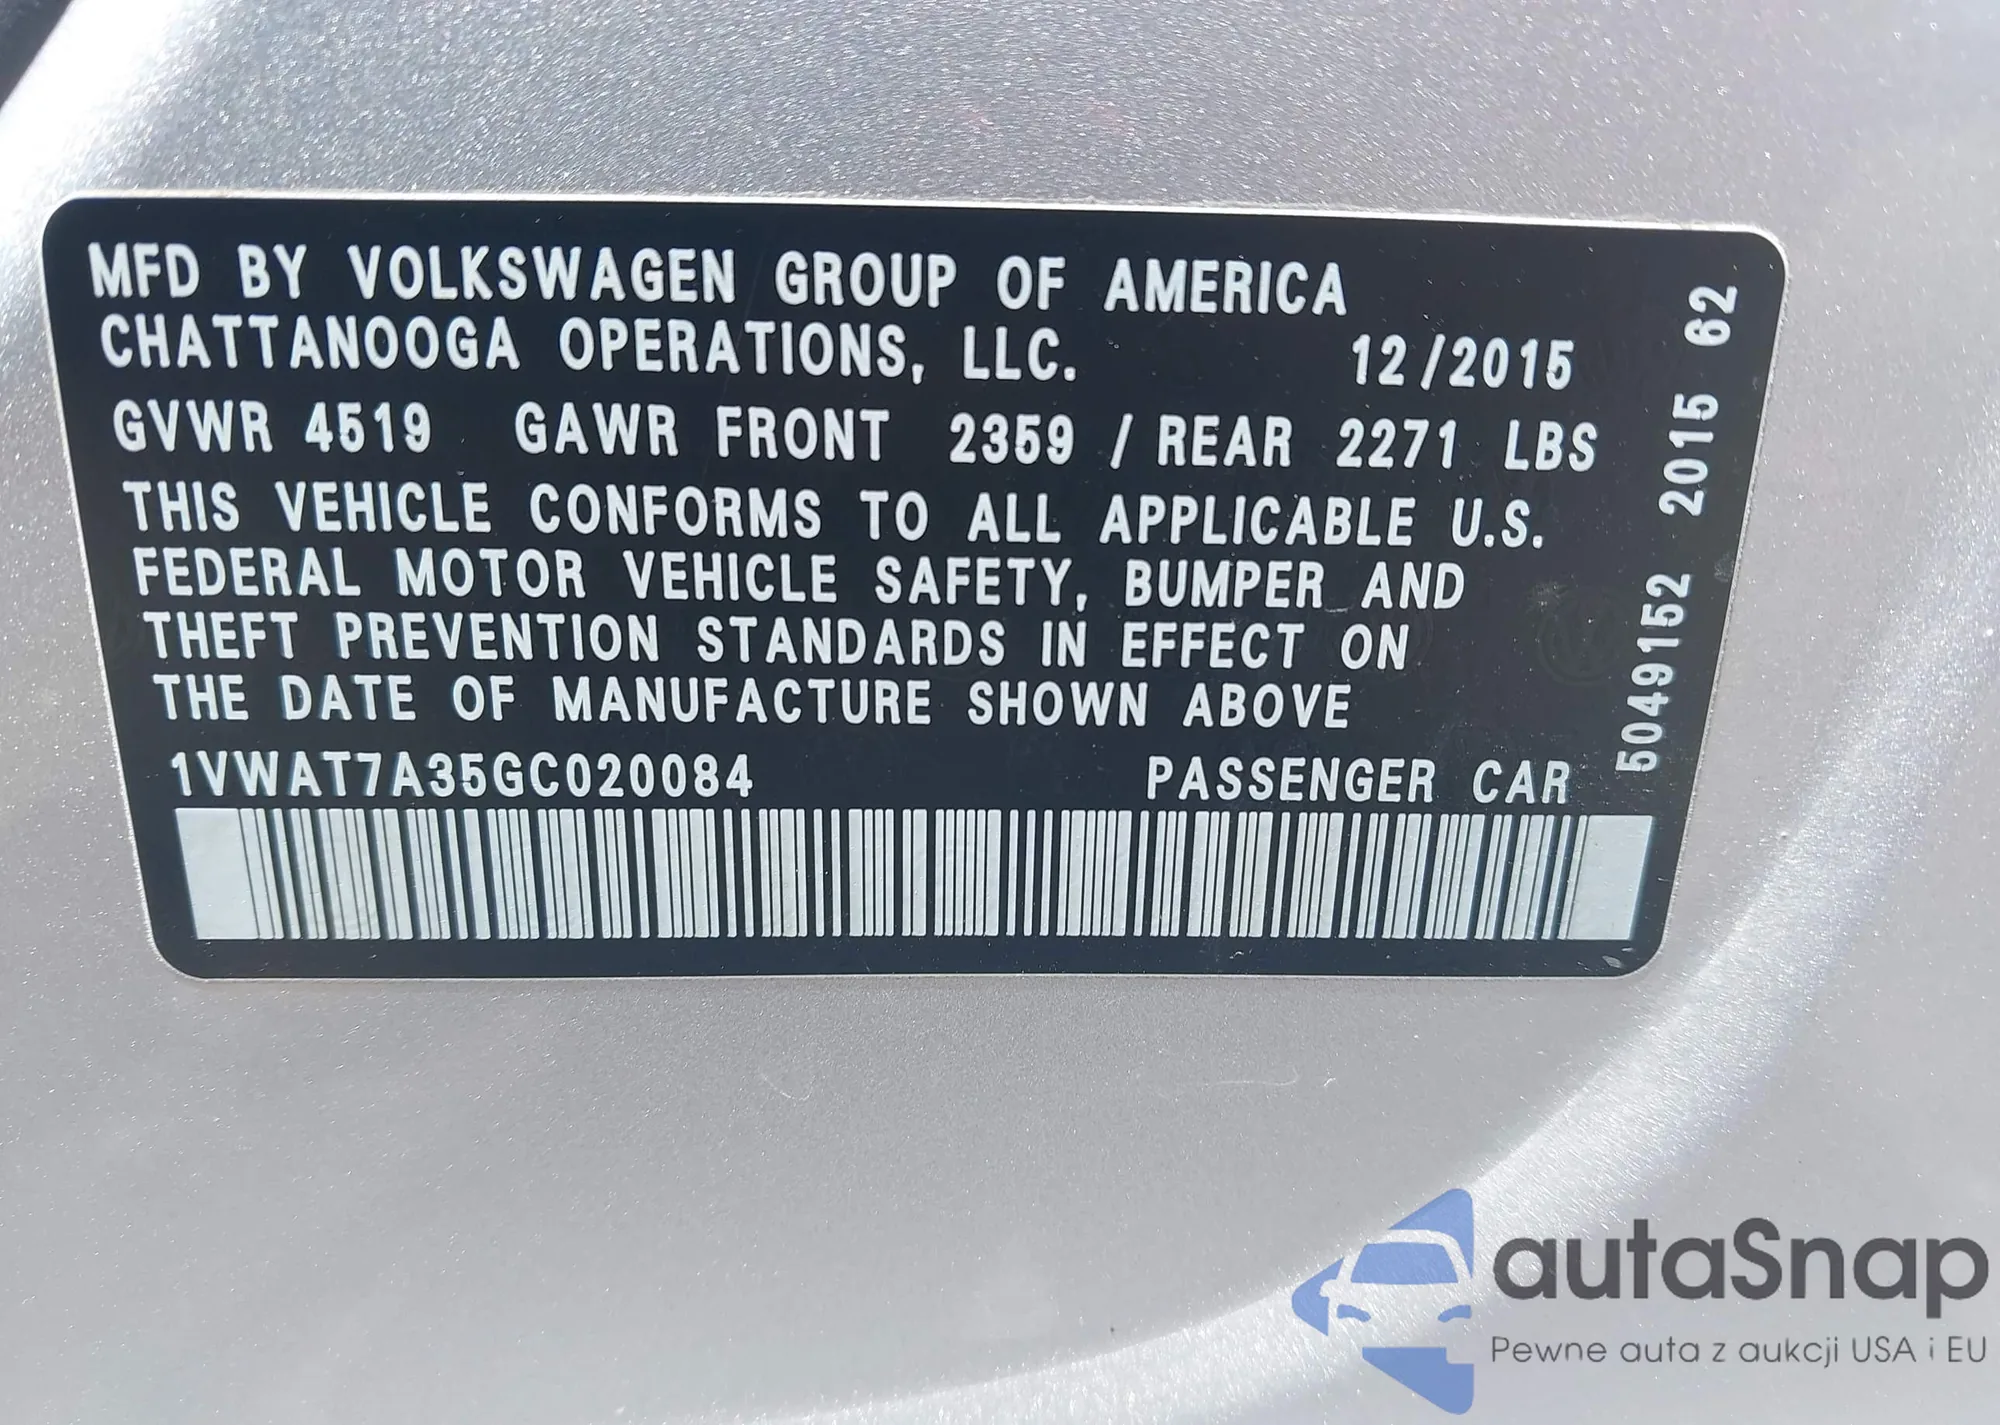 MFD BY VOLKSWAGEN GROUP OF AMERICA
CHATTANOOGA OPERATIONS, LLC. 12/2015
GVWR 4519 GAWR FRONT 2359 / REAR 2271 LBS
THIS VEHICLE CONFORMS TO ALL APPLICABLE U.S.
FEDERAL MOTOR VEHICLE SAFETY, BUMPER AND
THEFT PREVENTION STANDARDS IN EFFECT ON
THE DATE OF MANUFACTURE SHOWN ABOVE
1VWAT7A35GC020084 PASSENGER CAR
5049152 2015 62
autaSnap
Pewne auta z aukcji USA i EU